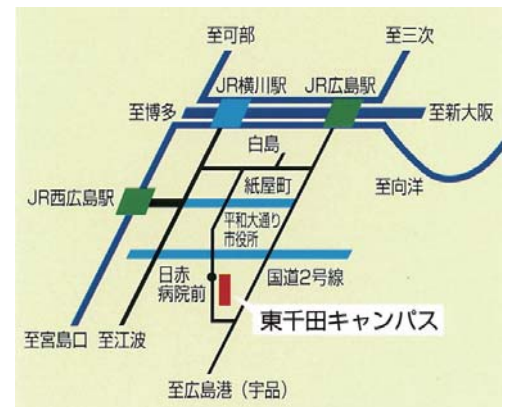 至可部
至三次
JR横川駅
JR広島駅
至博多
至新大阪
白島
至向洋
紙屋町
JR西広島駅
平和大通り
市役所
日赤
病院前
国道2号線
東千田キャンパス
至宮島口
至江波
至広島港(宇品)